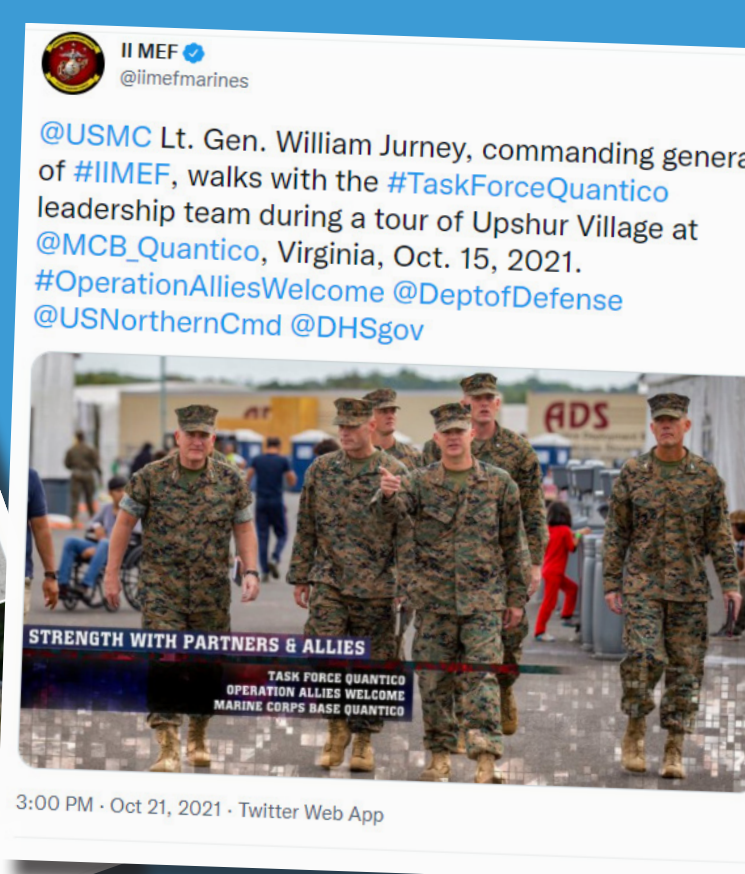 II MEF
@iimefmarines
@USMC Lt. Gen. William Jurney, commanding genera
of #IIMEF, walks with the #TaskForceQuantico
leadership team during a tour of Upshur Village at
@MCB_Quantico, Virginia, Oct. 15, 2021.
#OperationAlliesWelcome @DeptofDefense
@USNorthernCmd @DHSgov
ADS
STRENGTH WITH PARTNERS & ALLIES
TASK FORCE QUANTICO
OPERATION ALLIES WELCOME
MARINE CORPS BASE QUANTICO
3:00 PM · Oct 21, 2021 · Twitter Web App